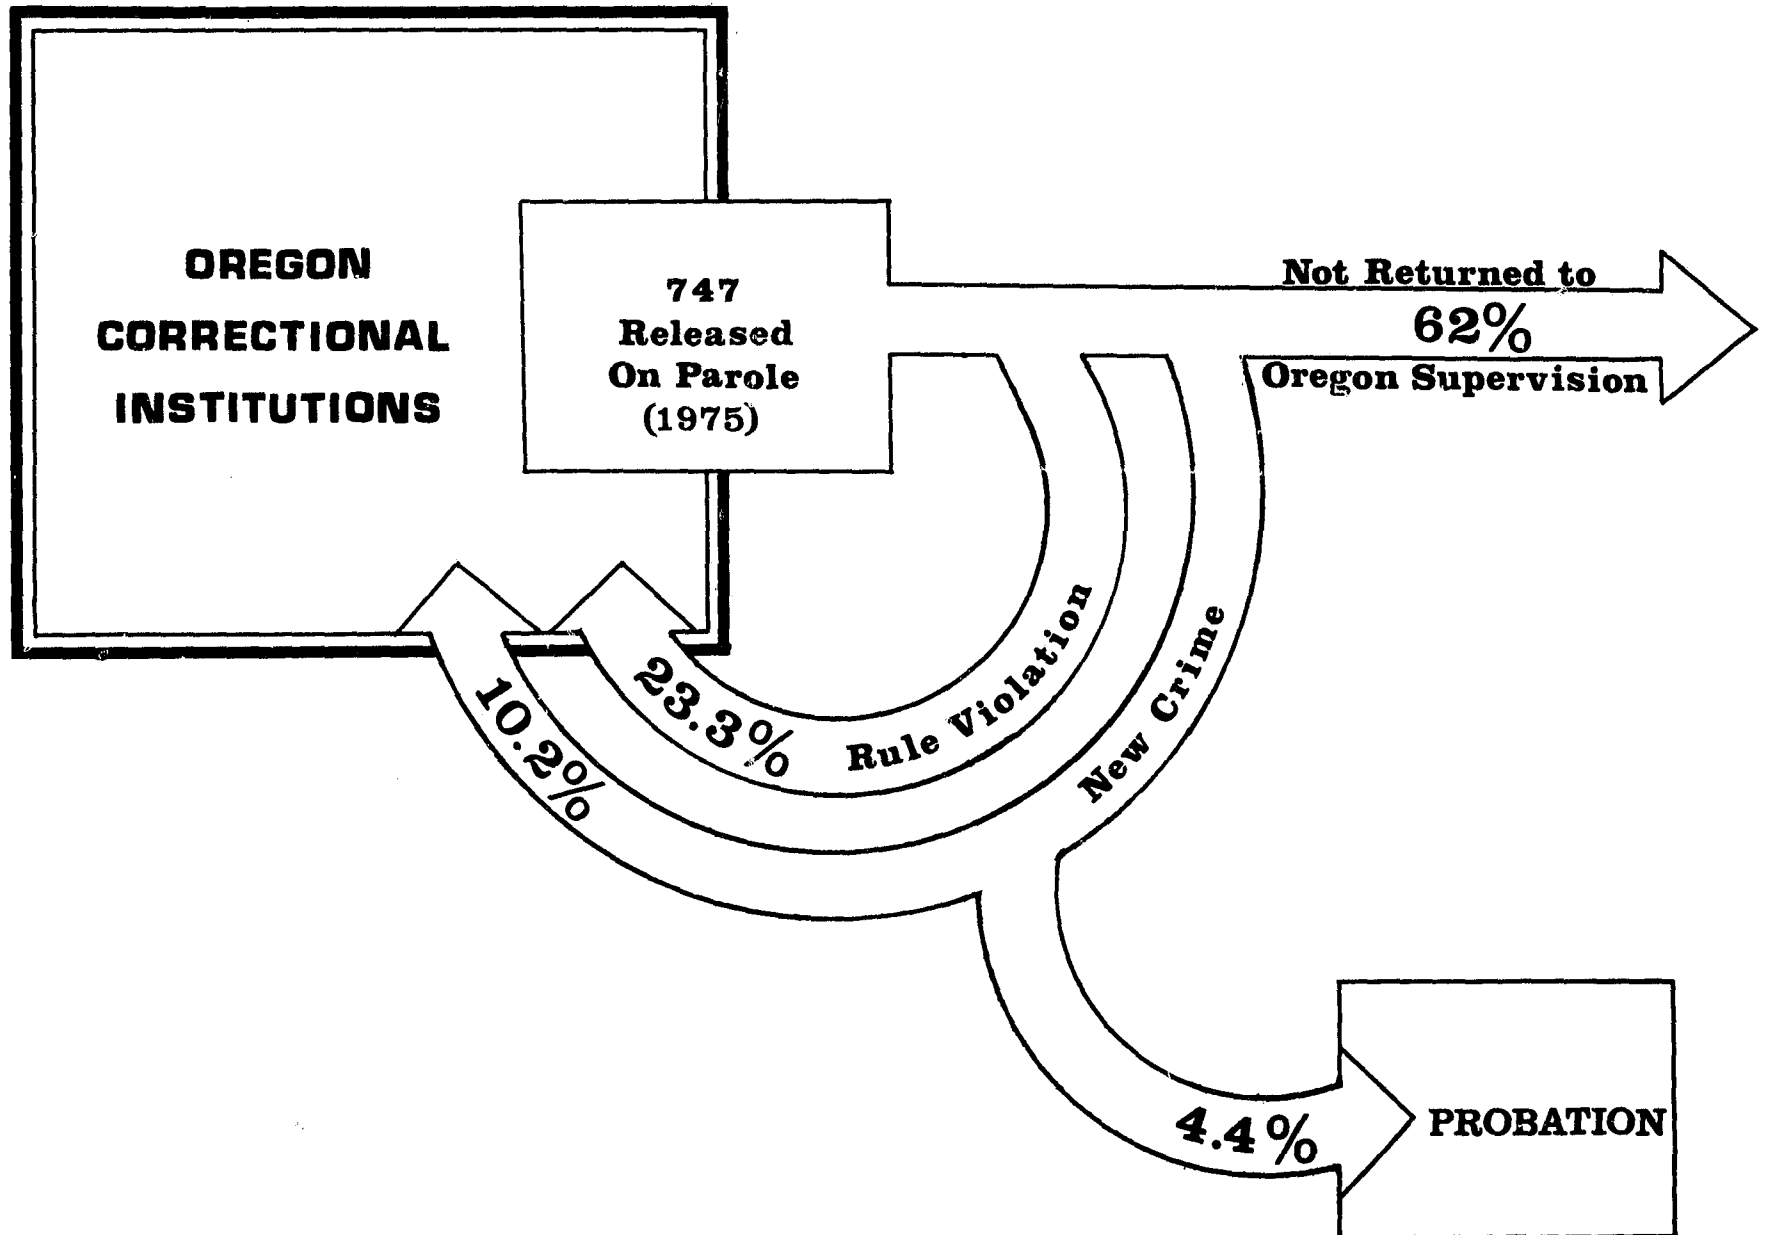 OREGON
CORRECTIONAL
INSTITUTIONS
747
Released
On Parole
(1975)
Not Returned to
62%
Oregon Supervision
23.3% Rule Violation
10.2%
New Crime
4.4%
PROBATION